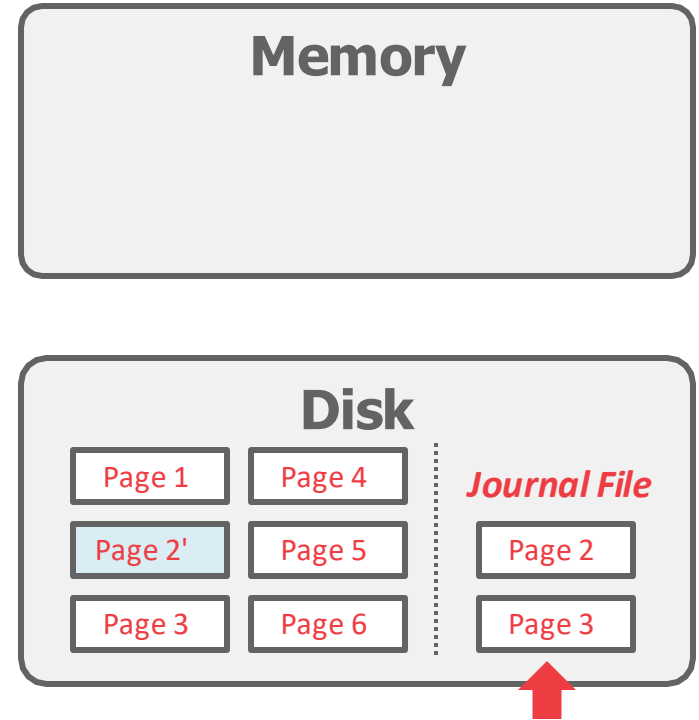 Memory
Disk
Page 1
Page 4
Journal File
Page 2'
Page 5
Page 2
Page 3
Page 6
Page 3